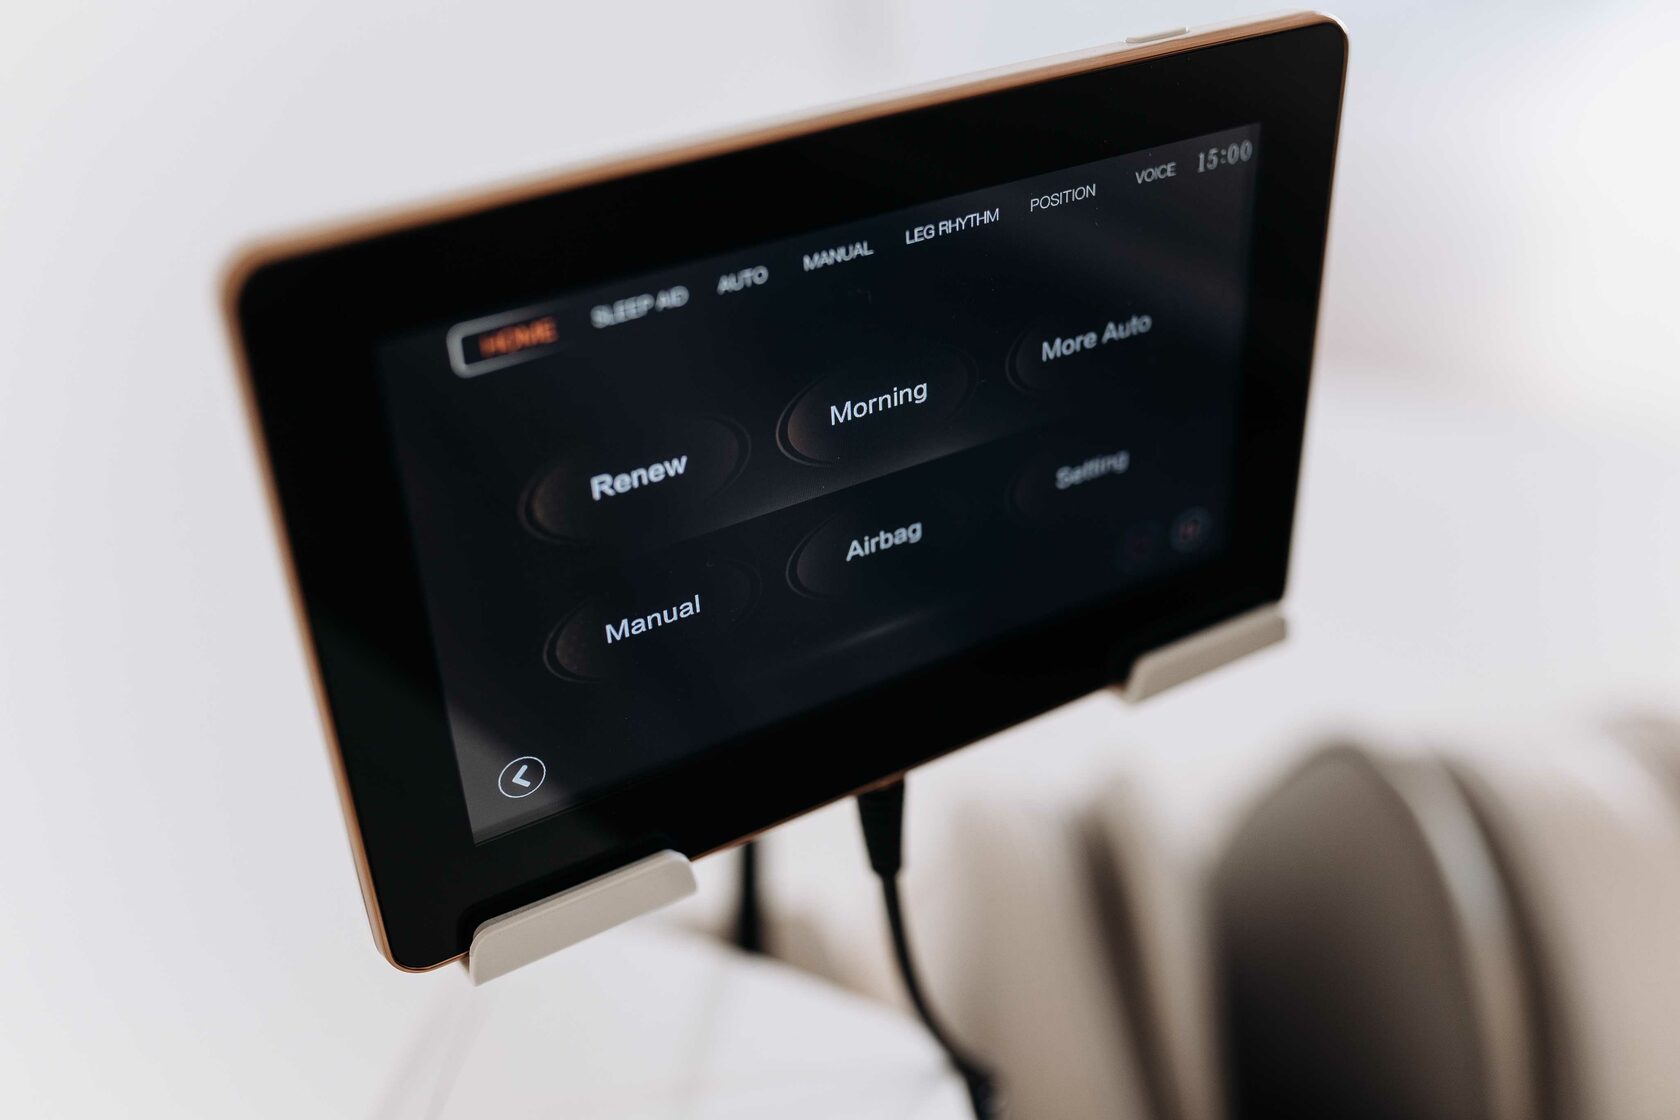 HOME SLEEP AID AUTO MANUAL LEG RHYTHM POSITION VOICE 15:00
Renew Morning More Auto
Manual Airbag Setting